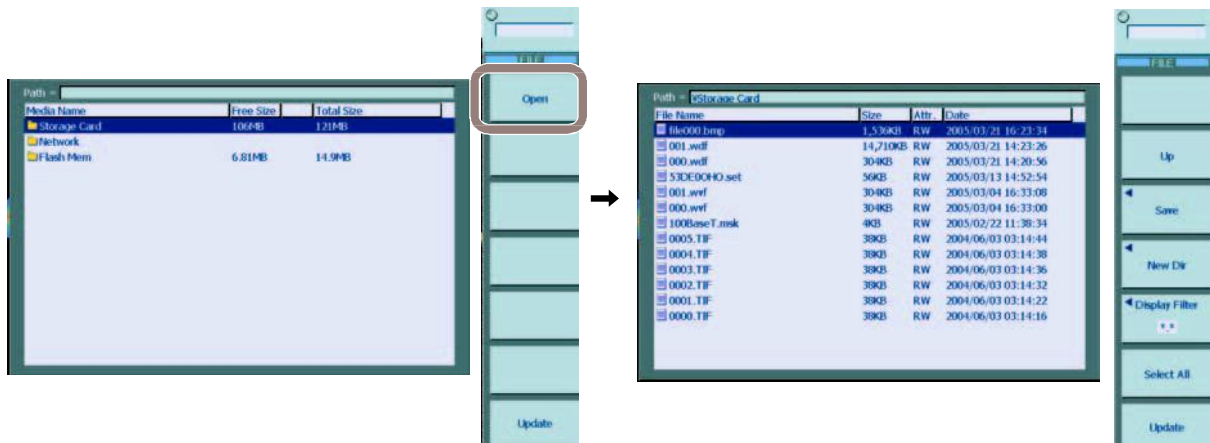 Path =
Media Name Free Size Total Size
Storage Card 106MB 121MB
Network
Flash Mem 6.81MB 14.9MB
FILE
Open
Update
Path = ¥Storage Card
File Name Size Attr. Date
file000.bmp 1,536KB RW 2005/03/21 16:23:34
001.wdf 14,710KB RW 2005/03/21 14:23:26
000.wdf 304KB RW 2005/03/21 14:20:56
53DE00HO.set 56KB RW 2005/03/13 14:52:54
001.wvf 304KB RW 2005/03/04 16:33:08
000.wvf 304KB RW 2005/03/04 16:33:00
100BaseT.msk 4KB RW 2005/02/22 11:38:34
0005.TIF 38KB RW 2004/06/03 03:14:44
0004.TIF 38KB RW 2004/06/03 03:14:38
0003.TIF 38KB RW 2004/06/03 03:14:36
0002.TIF 38KB RW 2004/06/03 03:14:32
0001.TIF 38KB RW 2004/06/03 03:14:22
0000.TIF 38KB RW 2004/06/03 03:14:16
FILE
Up
Save
New Dir
Display Filter
*.*
Select All
Update